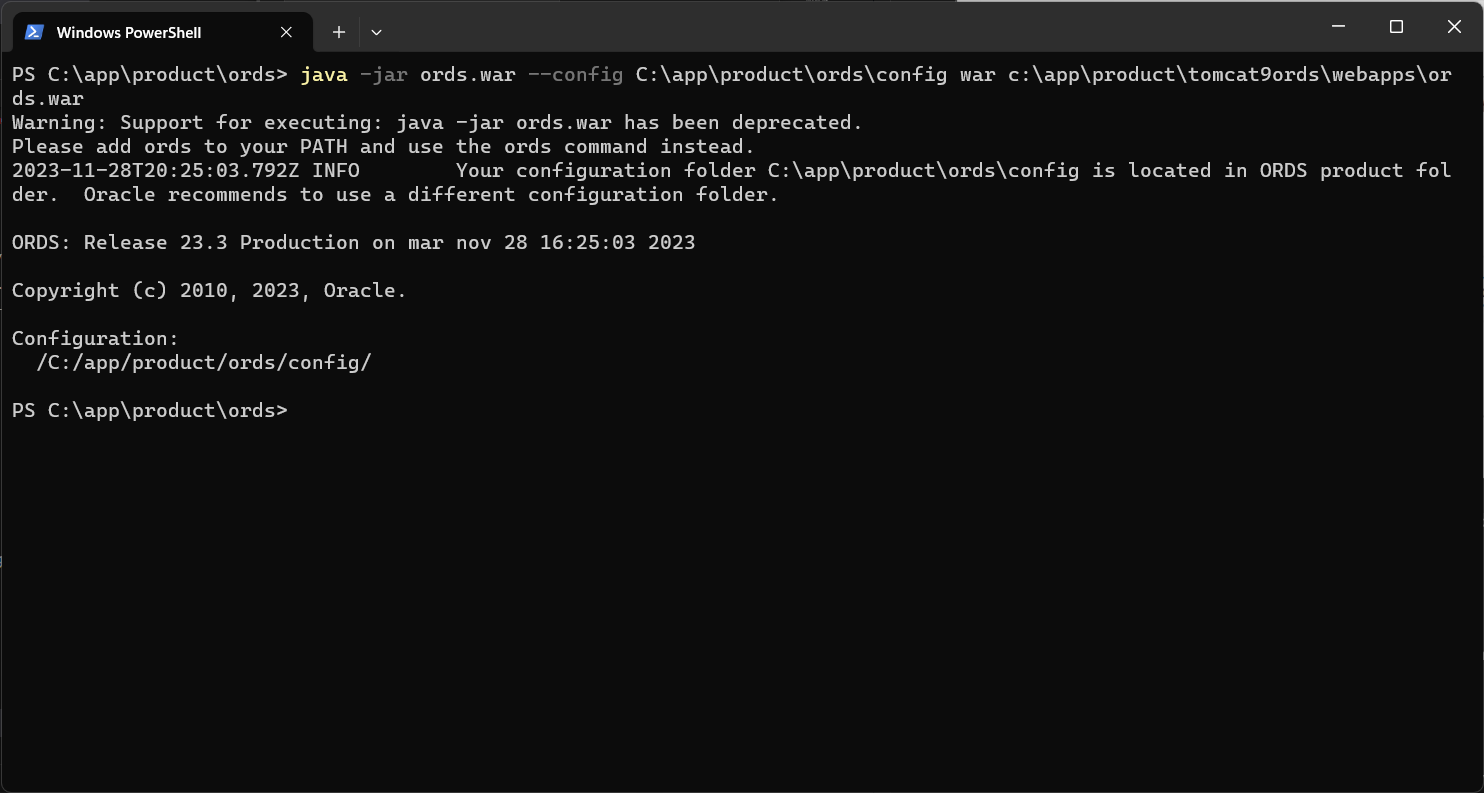 Windows PowerShell
PS C:\app\product\ords> java -jar ords.war --config C:\app\product\ords\config war c:\app\product\tomcat9ords\webapps\or
ds.war
Warning: Support for executing: java -jar ords.war has been deprecated.
Please add ords to your PATH and use the ords command instead.
2023-11-28T20:25:03.792Z INFO        Your configuration folder C:\app\product\ords\config is located in ORDS product fol
der.  Oracle recommends to use a different configuration folder.
ORDS: Release 23.3 Production on mar nov 28 16:25:03 2023
Copyright (c) 2010, 2023, Oracle.
Configuration:
  /C:/app/product/ords/config/
PS C:\app\product\ords>